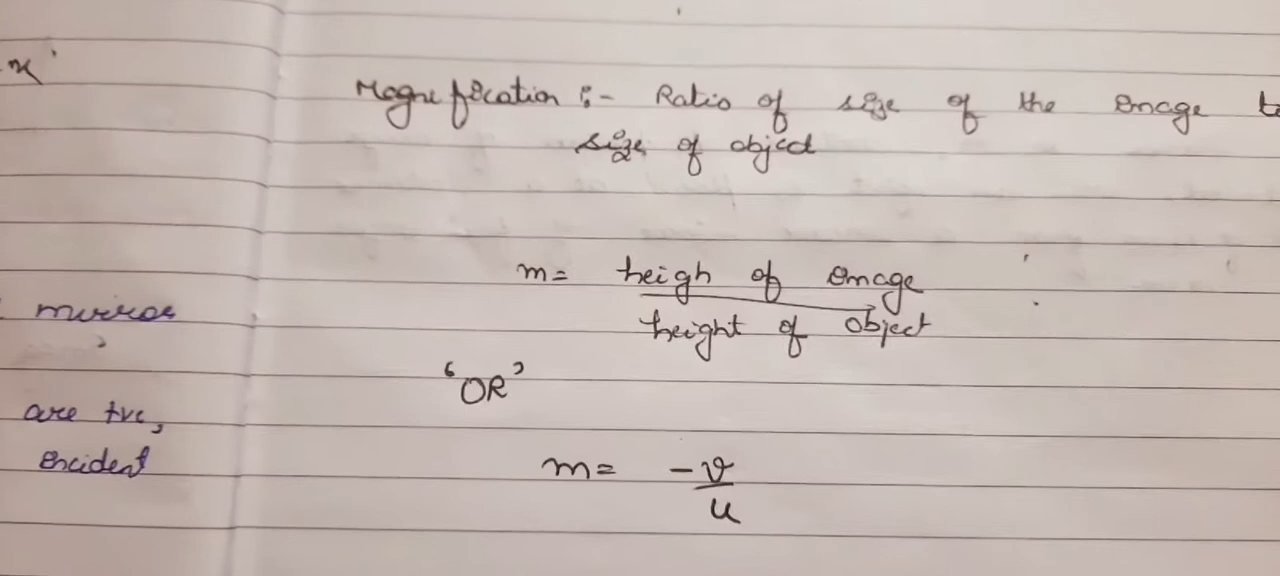 x
Magnification :- Ratio of size of the image to
size of object
m= heigh of image
height of object
mirror
'OR'
are +ve,
incident
m= -v
u